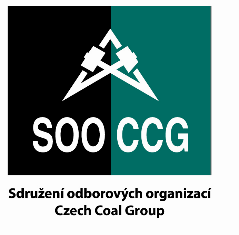 SOO CCG
Sdružení odborových organizací
Czech Coal Group